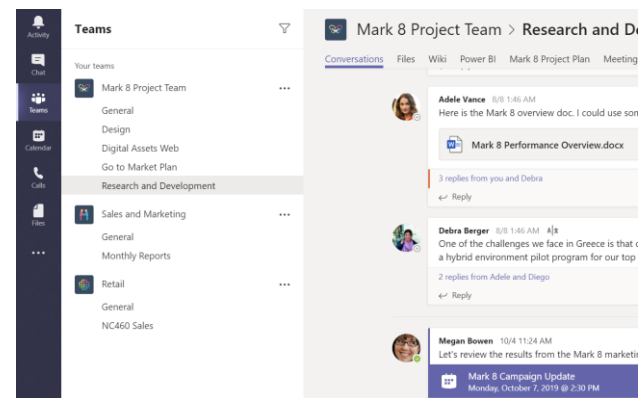 Activity
Chat
Teams
Calendar
Calls
Files
Teams
Your teams
Mark 8 Project Team
General
Design
Digital Assets Web
Go to Market Plan
Research and Development
Sales and Marketing
General
Monthly Reports
Retail
General
NC460 Sales
Mark 8 Project Team > Research and De
Conversations Files Wiki Power BI Mark 8 Project Plan Meeting
Adele Vance 8/8 1:46 AM
Here is the Mark 8 overview doc. I could use som
Mark 8 Performance Overview.docx
3 replies from you and Debra
Reply
Debra Berger 8/8 1:46 AM
One of the challenges we face in Greece is that
a hybrid environment pilot program for our top
2 replies from Adele and Diego
Reply
Megan Bowen 10/4 11:24 AM
Let's review the results from the Mark 8 marketin
Mark 8 Campaign Update
Monday, October 7, 2019 @ 2:30 PM